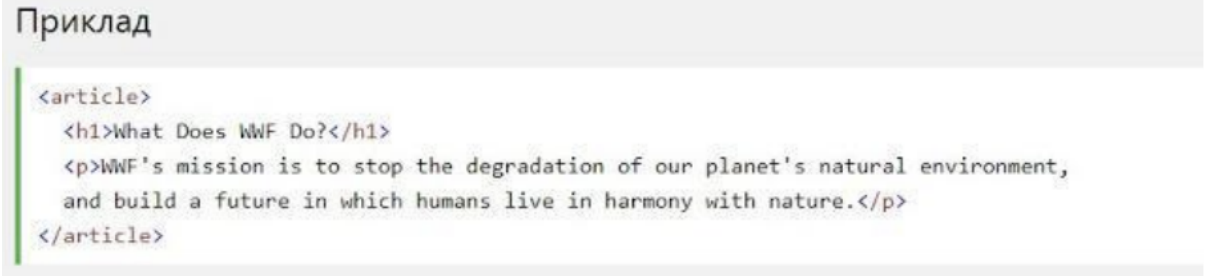 Приклад
<article>
<h1>What Does WWF Do?</h1>
<p>WWF's mission is to stop the degradation of our planet's natural environment,
and build a future in which humans live in harmony with nature.</p>
</article>